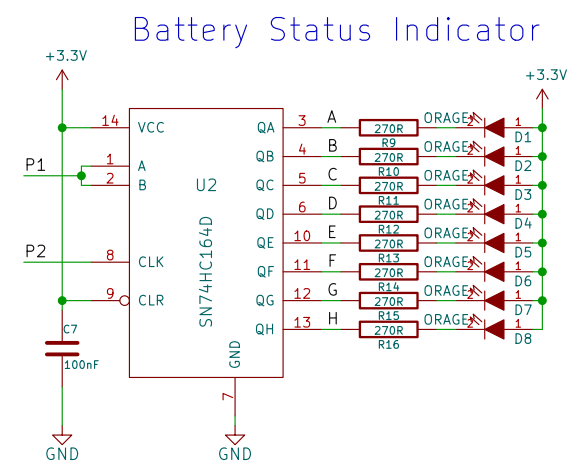 Battery Status Indicator
+3.3V
+3.3V
14 VCC QA 3 A 270R R9 ORAGE 2 1 D1
P1 1 A QB 4 B 270R R10 2 1 D2
2 B U2 QC 5 C 270R R11 ORAGE 2 1 D3
SN74HC164D QD 6 D 270R R12 ORAGE 2 1 D4
QE 10 E 270R R13 ORAGE 2 1 D5
P2 8 CLK QF 11 F 270R R14 ORAGE 2 1 D6
9 CLR QG 12 G 270R R15 ORAGE 2 1 D7
QH 13 H 270R R16 ORAGE 2 1 D8
C7
100nF
GND
7
GND
GND